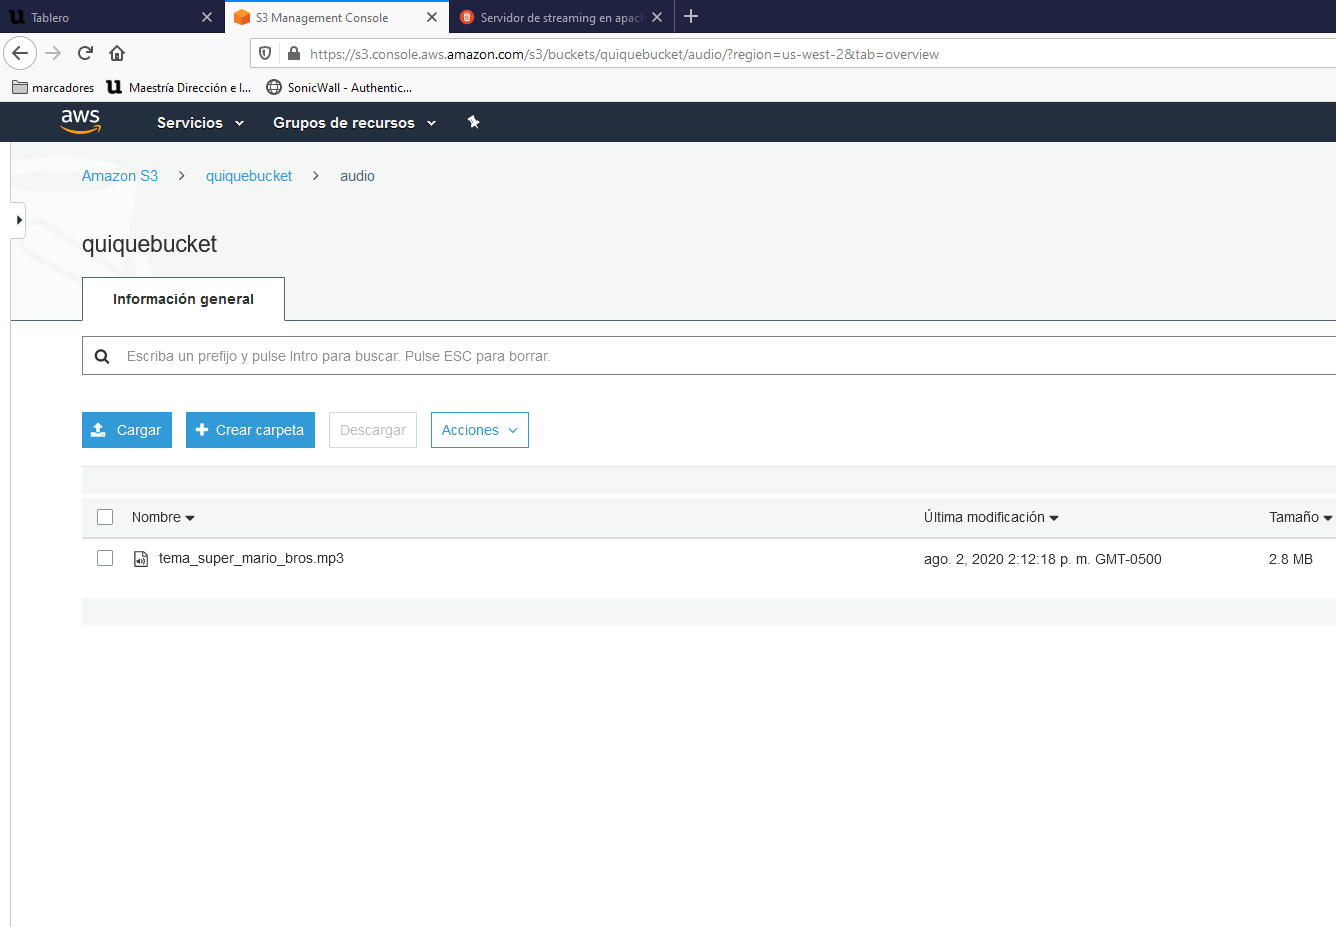 Tablero
S3 Management Console
Servidor de streaming en apach
https://s3.console.aws.amazon.com/s3/buckets/quiquebucket/audio/?region=us-west-2&tab=overview
marcadores
Maestría Dirección e I...
SonicWall - Authentic...
aws
Servicios
Grupos de recursos
Amazon S3 > quiquebucket > audio
quiquebucket
Información general
Escriba un prefijo y pulse Intro para buscar. Pulse ESC para borrar.
Cargar
Crear carpeta
Descargar
Acciones
Nombre
Última modificación
Tamaño
tema_super_mario_bros.mp3
ago. 2, 2020 2:12:18 p. m. GMT-0500
2.8 MB